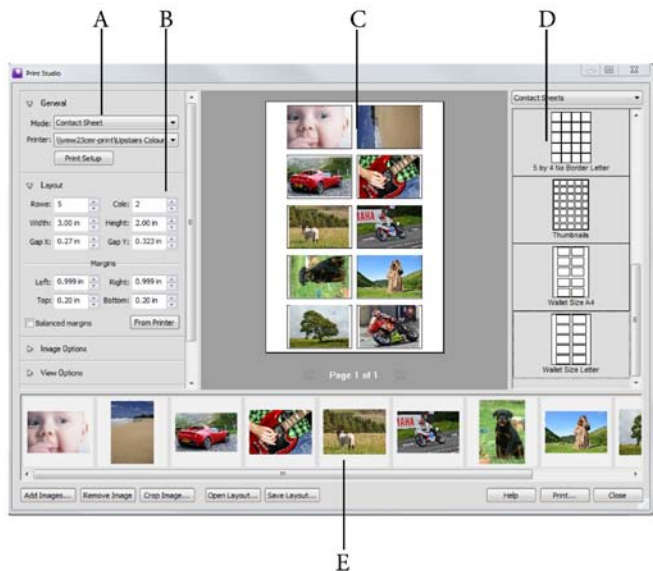 A B C D
Print Studio
General
Mode: Contact Sheet
Printer: \\vmw23cmr-print\Upstairs Colour
Print Setup
Layout
Rows: 5 Cols: 2
Width: 3.00 in Height: 2.00 in
Gap X: 0.27 in Gap Y: 0.323 in
Margins
Left: 0.999 in Right: 0.999 in
Top: 0.20 in Bottom: 0.20 in
Balanced margins From Printer
Image Options
View Options
Page 1 of 1
Contact Sheets
5 by 4 No Border Letter
Thumbnails
Wallet Size A4
Wallet Size Letter
Add Images... Remove Image Crop Image... Open Layout... Save Layout... Help Print... Close
E